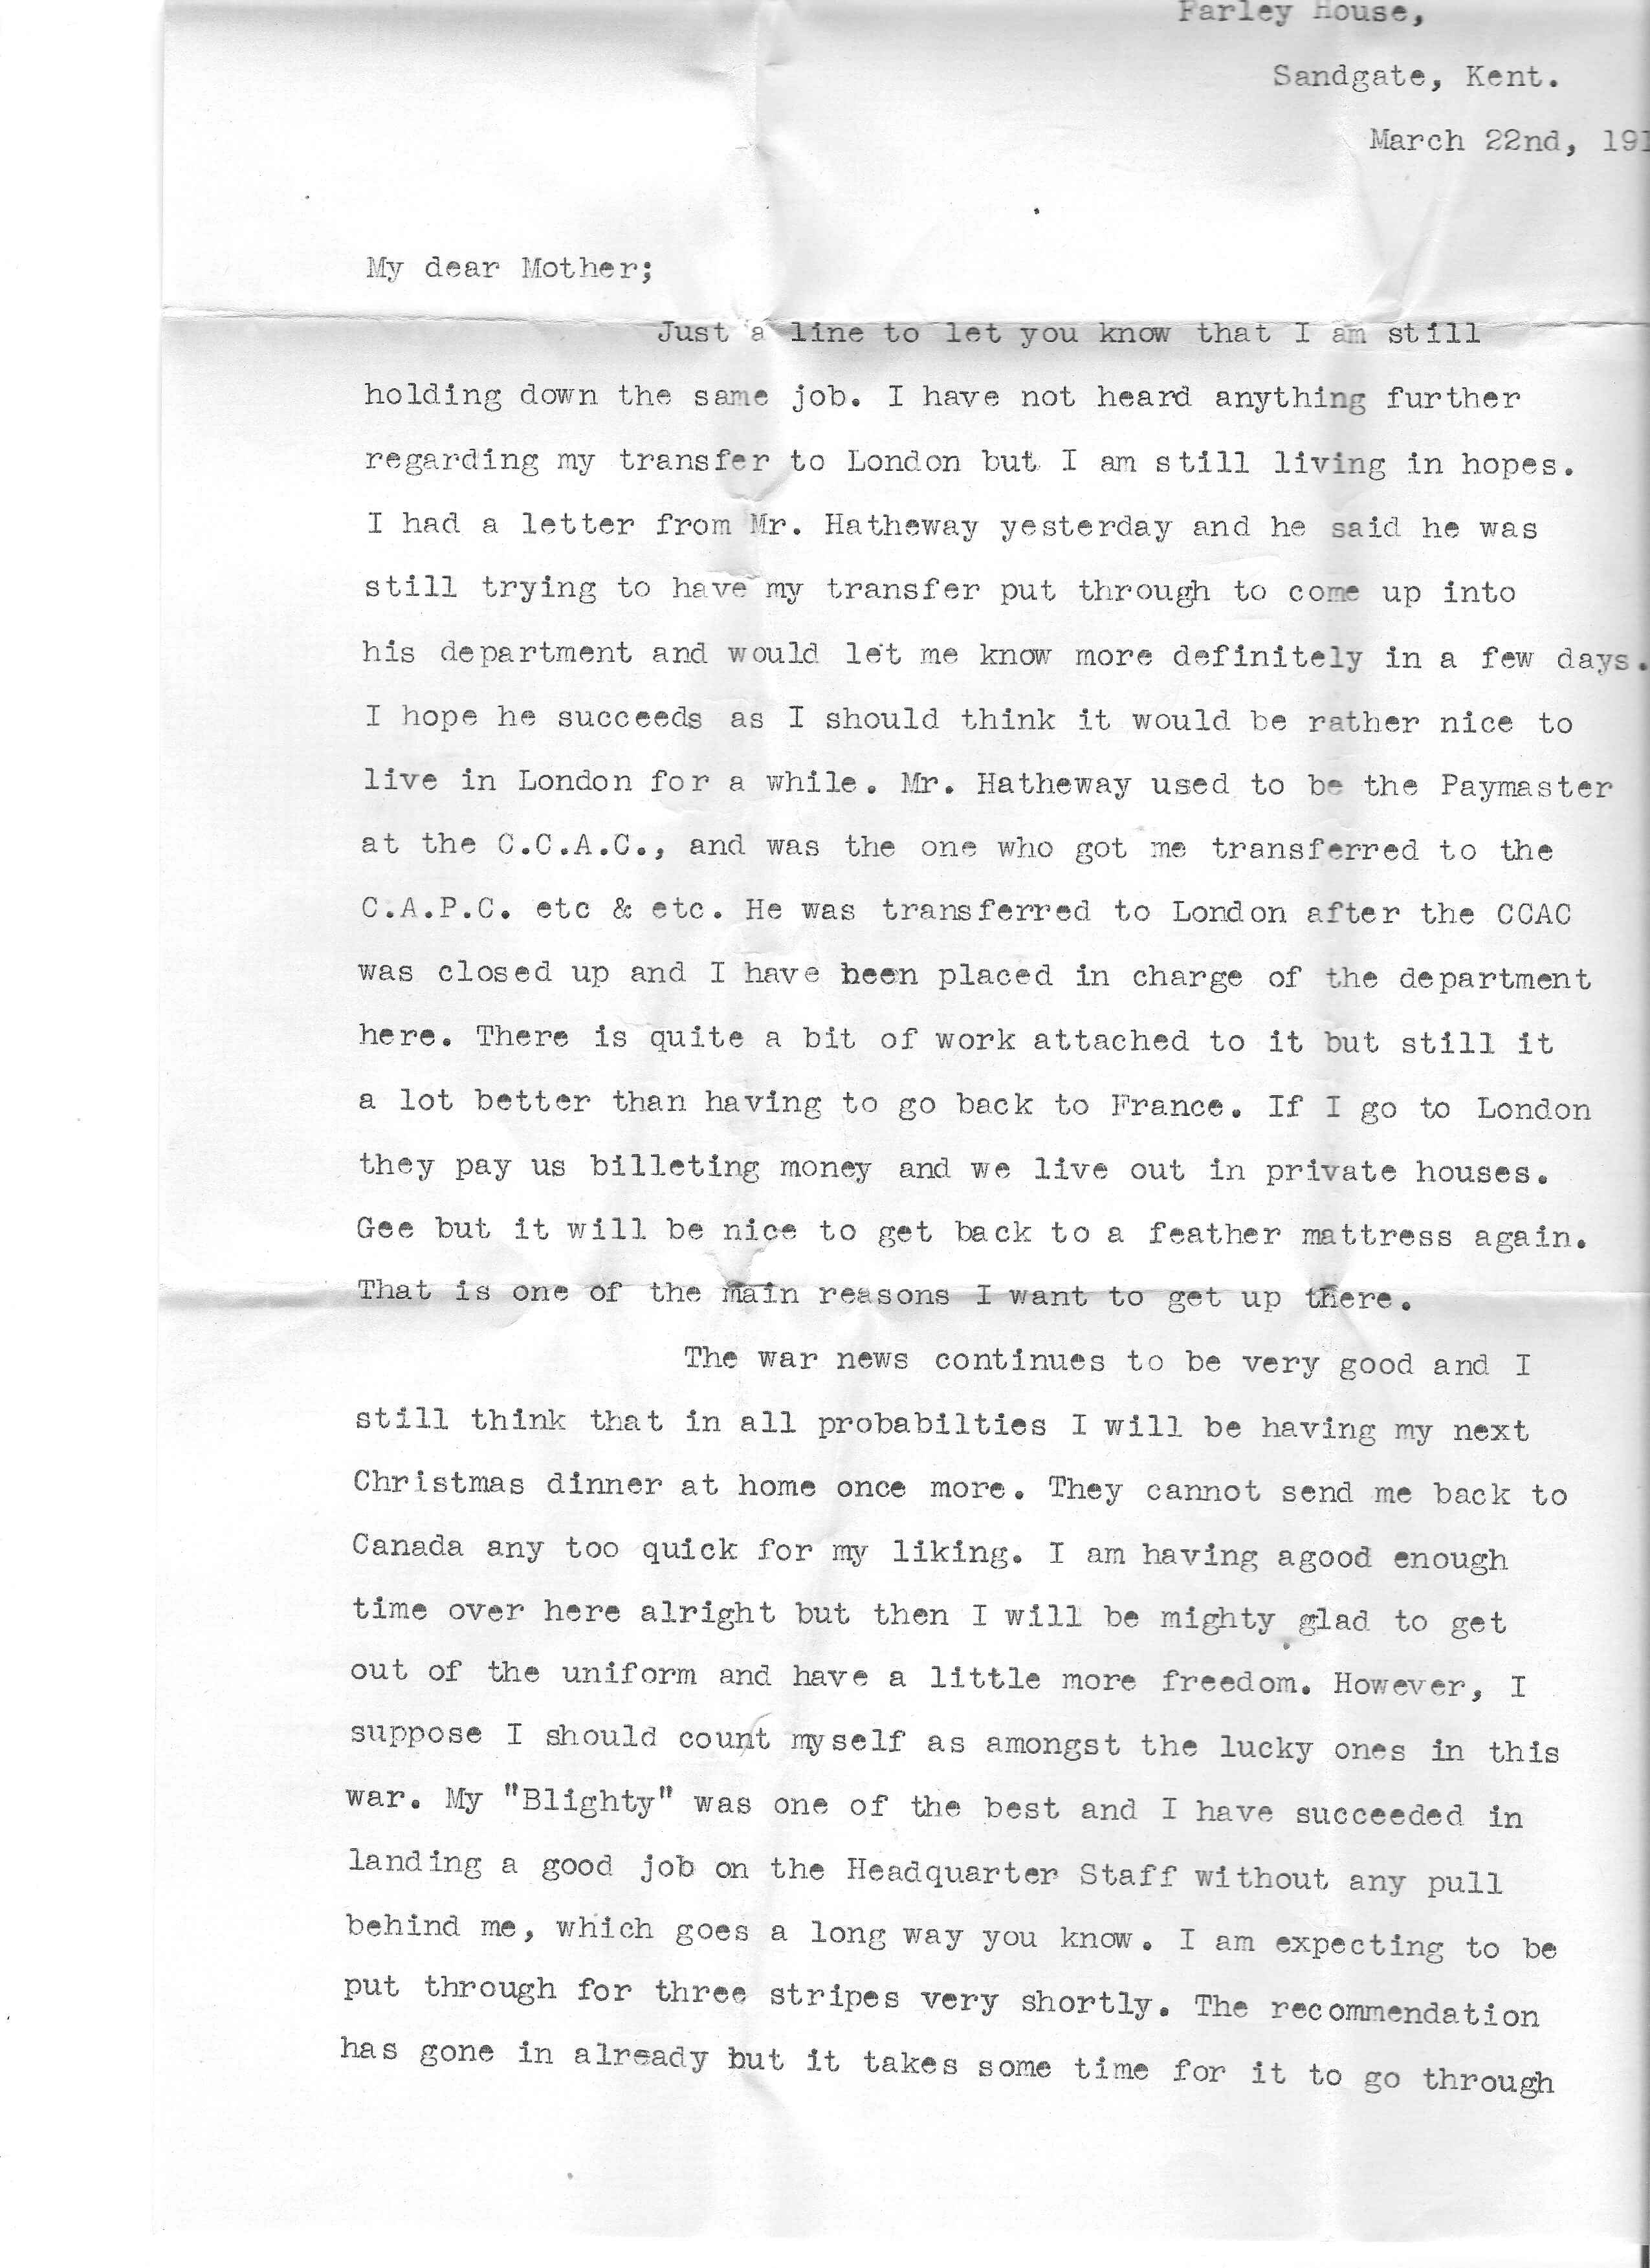 Farley House,
Sandgate, Kent.
March 22nd, 191
My dear Mother;
Just a line to let you know that I am still
holding down the same job. I have not heard anything further
regarding my transfer to London but I am still living in hopes.
I had a letter from Mr. Hatheway yesterday and he said he was
still trying to have my transfer put through to come up into
his department and would let me know more definitely in a few days.
I hope he succeeds as I should think it would be rather nice to
live in London for a while. Mr. Hatheway used to be the Paymaster
at the C.C.A.C., and was the one who got me transferred to the
C.A.P.C. etc & etc. He was transferred to London after the CCAC
was closed up and I have been placed in charge of the department
here. There is quite a bit of work attached to it but still it
a lot better than having to go back to France. If I go to London
they pay us billeting money and we live out in private houses.
Gee but it will be nice to get back to a feather mattress again.
That is one of the main reasons I want to get up there.
The war news continues to be very good and I
still think that in all probabilties I will be having my next
Christmas dinner at home once more. They cannot send me back to
Canada any too quick for my liking. I am having agood enough
time over here alright but then I will be mighty glad to get
out of the uniform and have a little more freedom. However, I
suppose I should count myself as amongst the lucky ones in this
war. My "Blighty" was one of the best and I have succeeded in
landing a good job on the Headquarter Staff without any pull
behind me, which goes a long way you know. I am expecting to be
put through for three stripes very shortly. The recommendation
has gone in already but it takes some time for it to go through